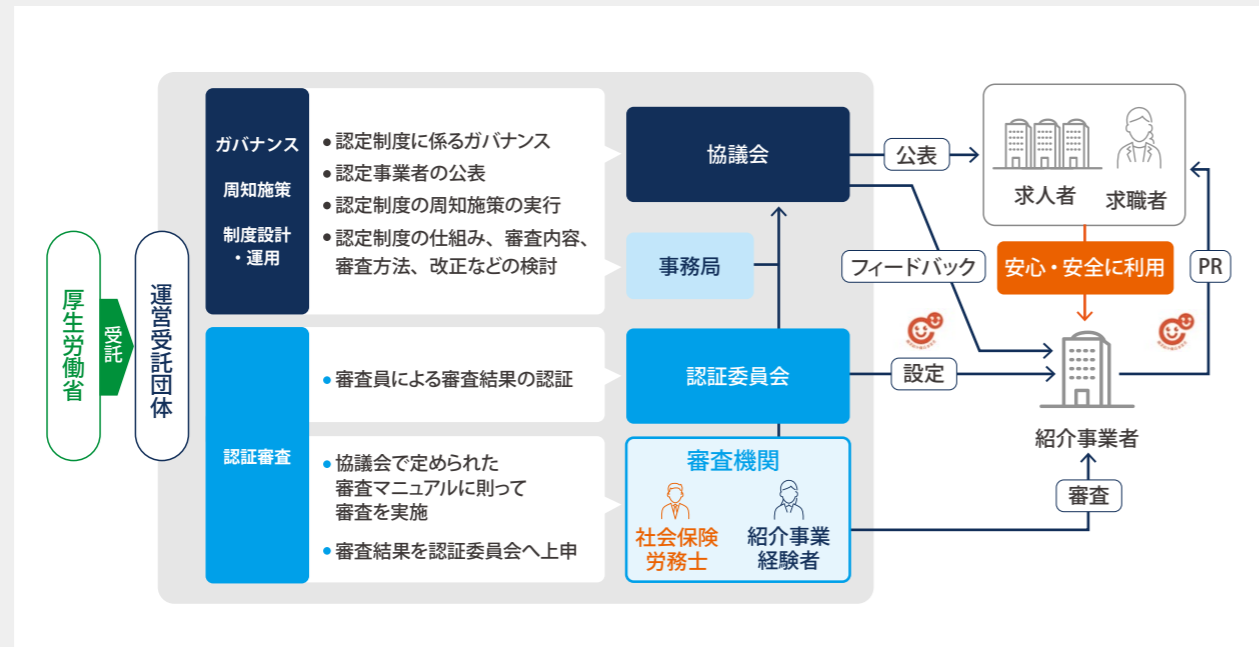 厚生労働省
受託
運営受託団体
ガバナンス
周知施策
制度設計
・運用
• 認定制度に係るガバナンス
• 認定事業者の公表
• 認定制度の周知施策の実行
• 認定制度の仕組み、審査内容、
審査方法、改正などの検討
認証審査
• 審査員による審査結果の認証
• 協議会で定められた
審査マニュアルに則って
審査を実施
• 審査結果を認証委員会へ上申
協議会
事務局
認証委員会
審査機関
社会保険
労務士
紹介事業
経験者
公表
フィードバック
設定
求人者
求職者
安心・安全に利用
PR
紹介事業者
審査